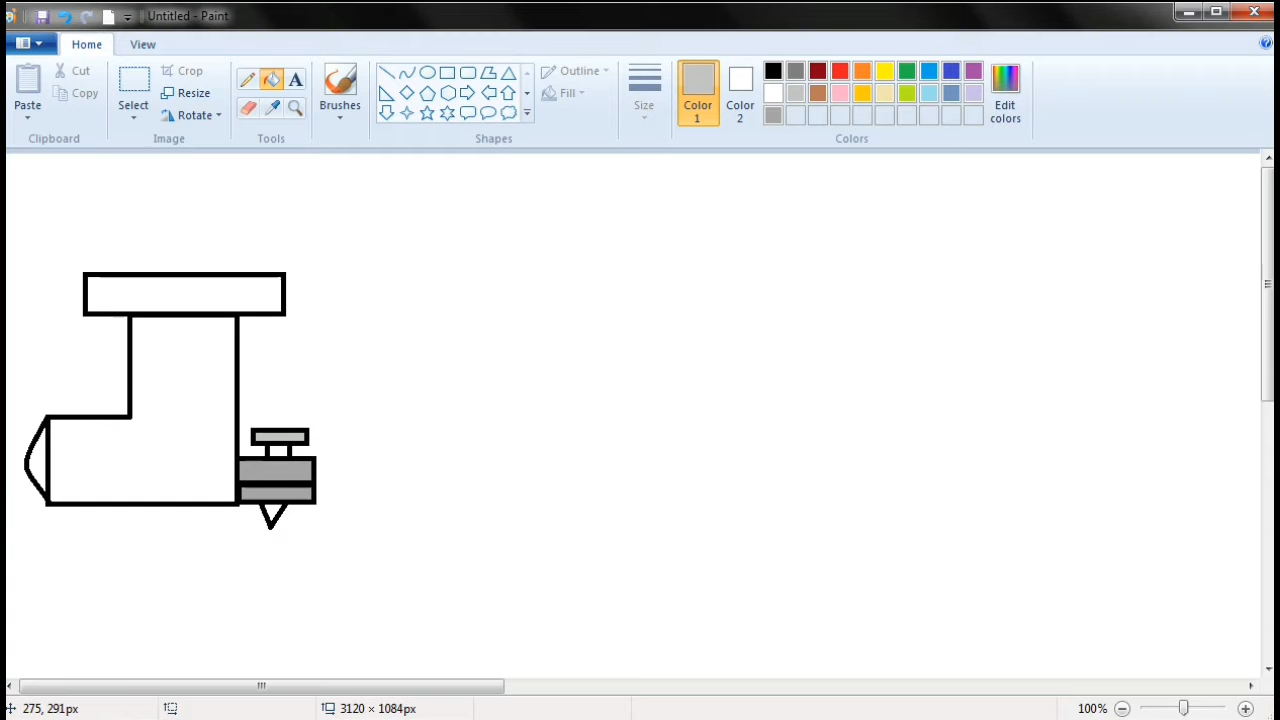 Untitled - Paint
Home View
Paste
Cut
Copy
Clipboard
Select
Crop
Resize
Rotate
Image
A
Tools
Brushes
Shapes
Outline
Fill
Size
Color 1
Color 2
Edit colors
Colors
275, 291px
3120 × 1084px
100%